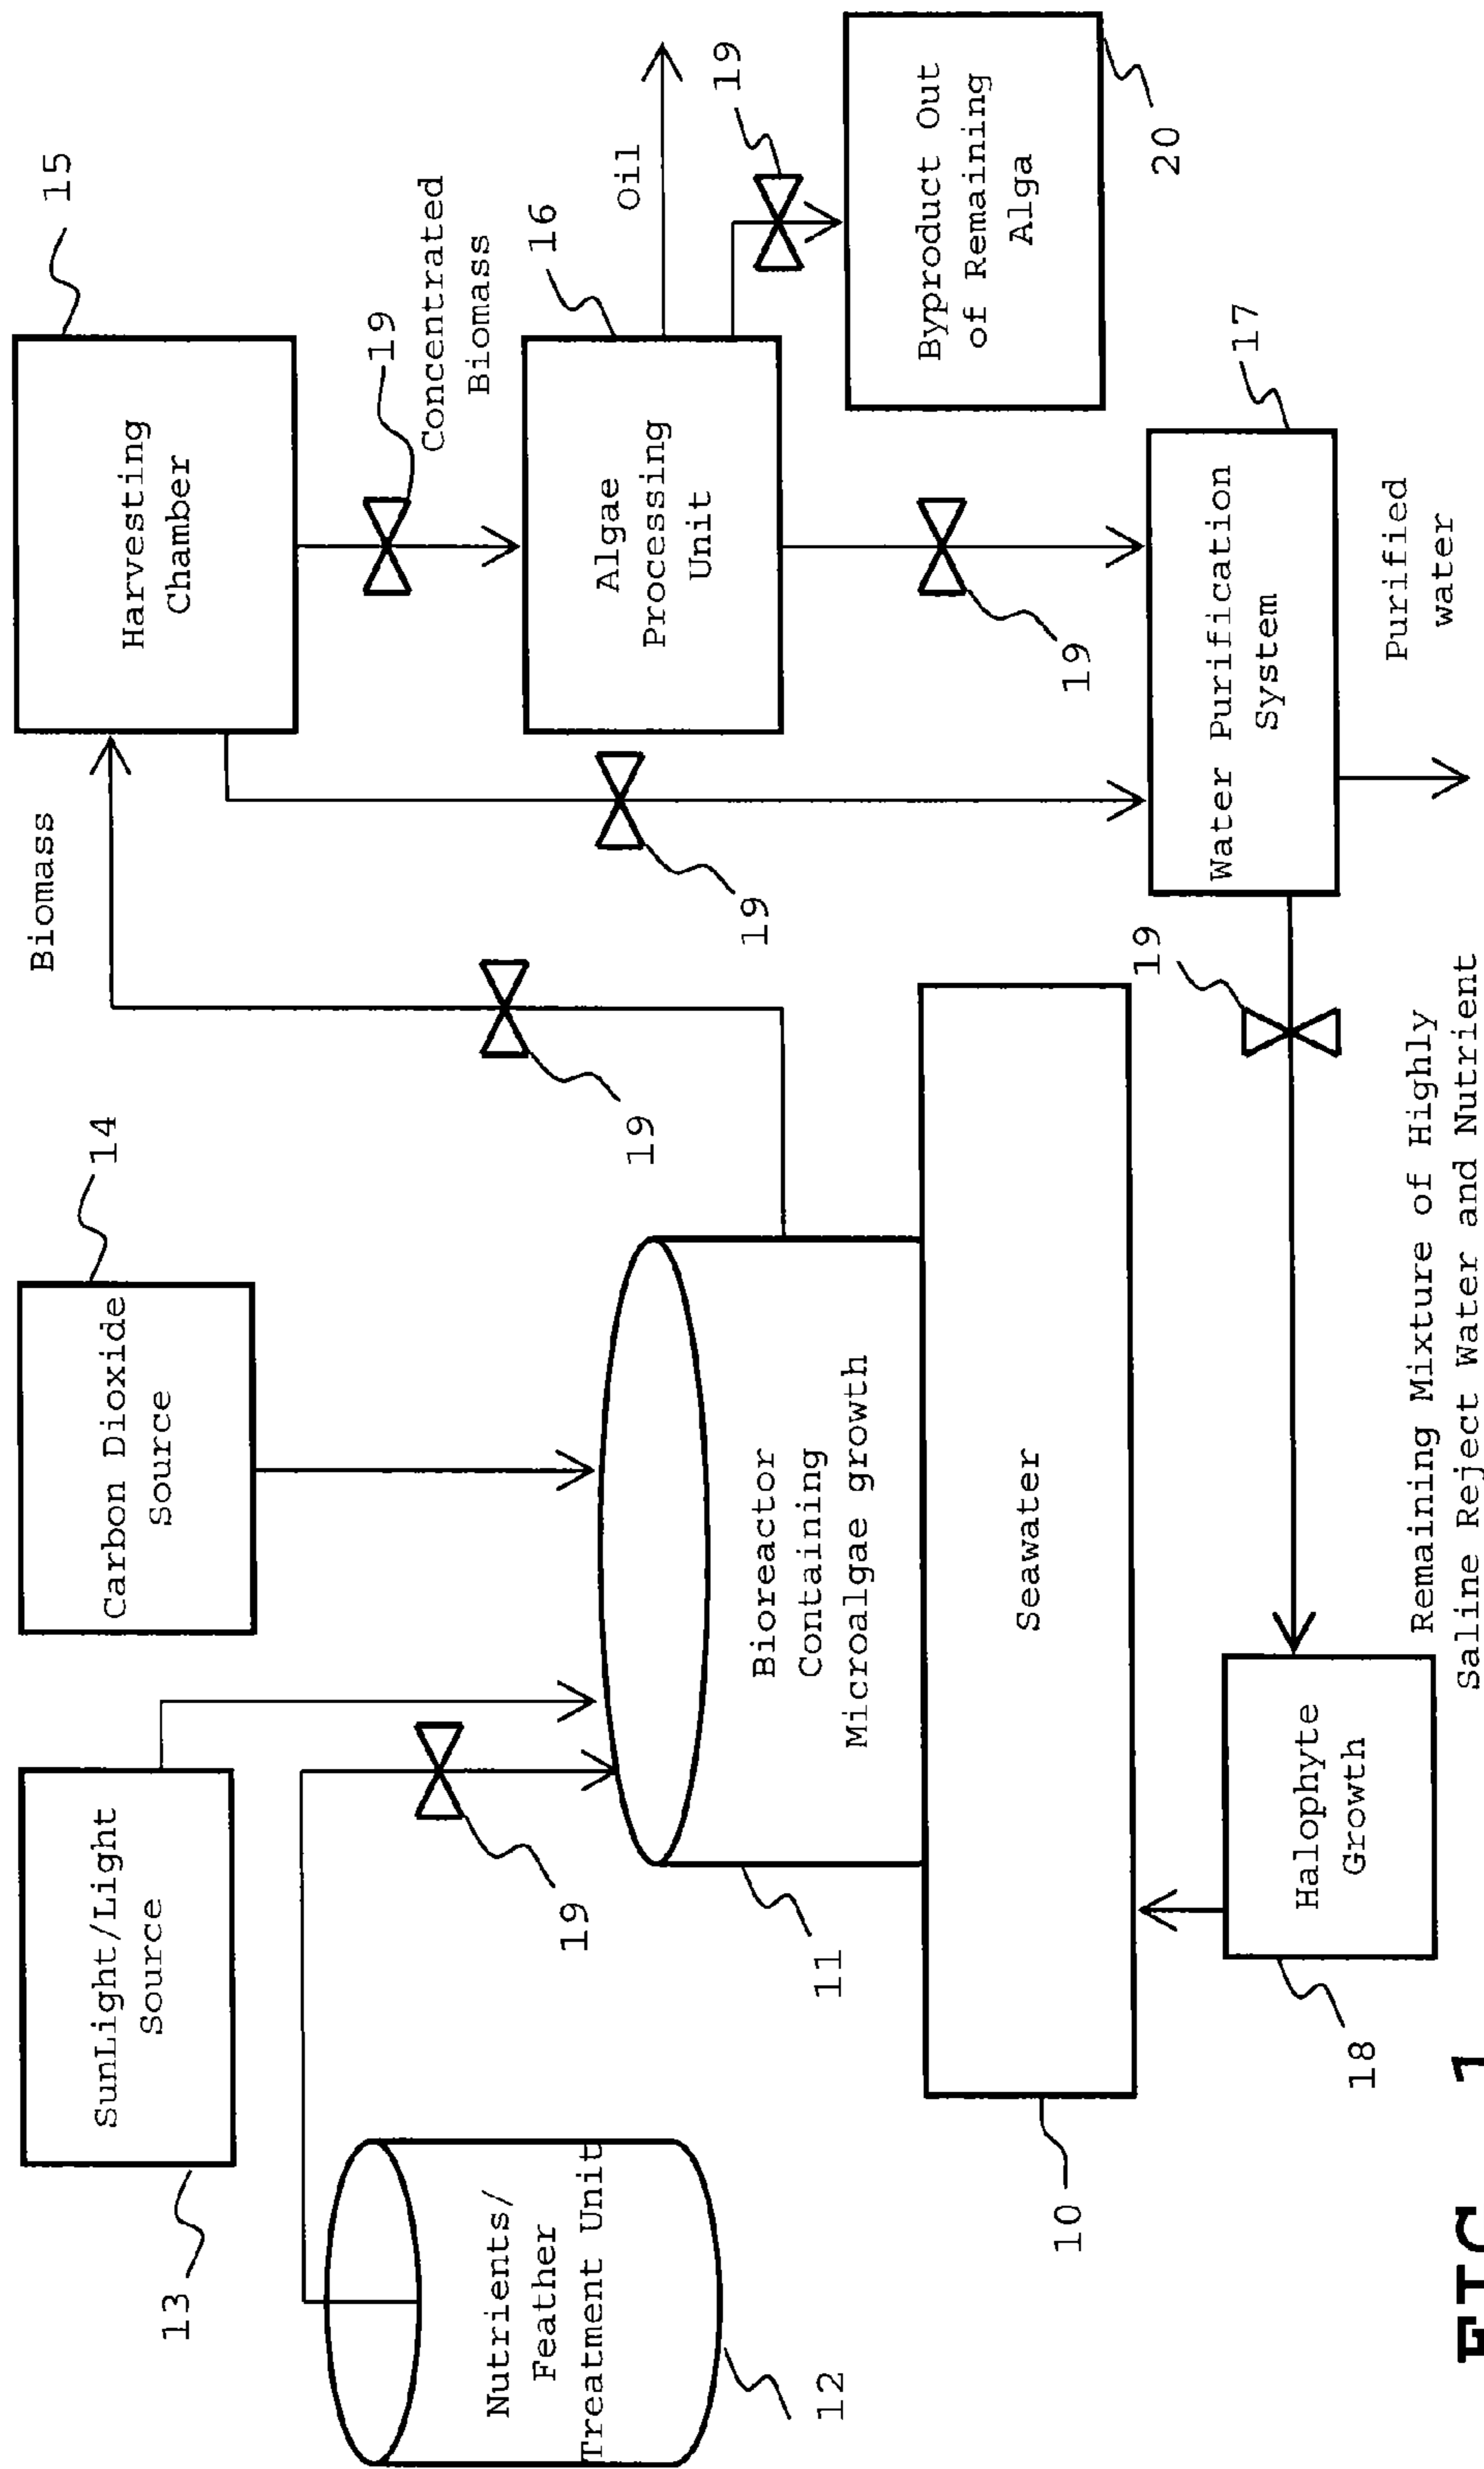 13
SunLight/Light
Source
Carbon Dioxide
Source
14
Biomass
Harvesting
Chamber
15
19
Concentrated
Biomass
12
Nutrients/
Feather
Treatment Unit
19
11
Bioreactor
Containing
Microalgae growth
19
19
Algae
Processing
Unit
16
Oil
19
Byproduct Out
of Remaining
Alga
20
10
Seawater
19
18
Halophyte
Growth
19
Water Purification
System
17
Purified
water
Remaining Mixture of Highly
Saline Reject Water and Nutrient
FIG. 1